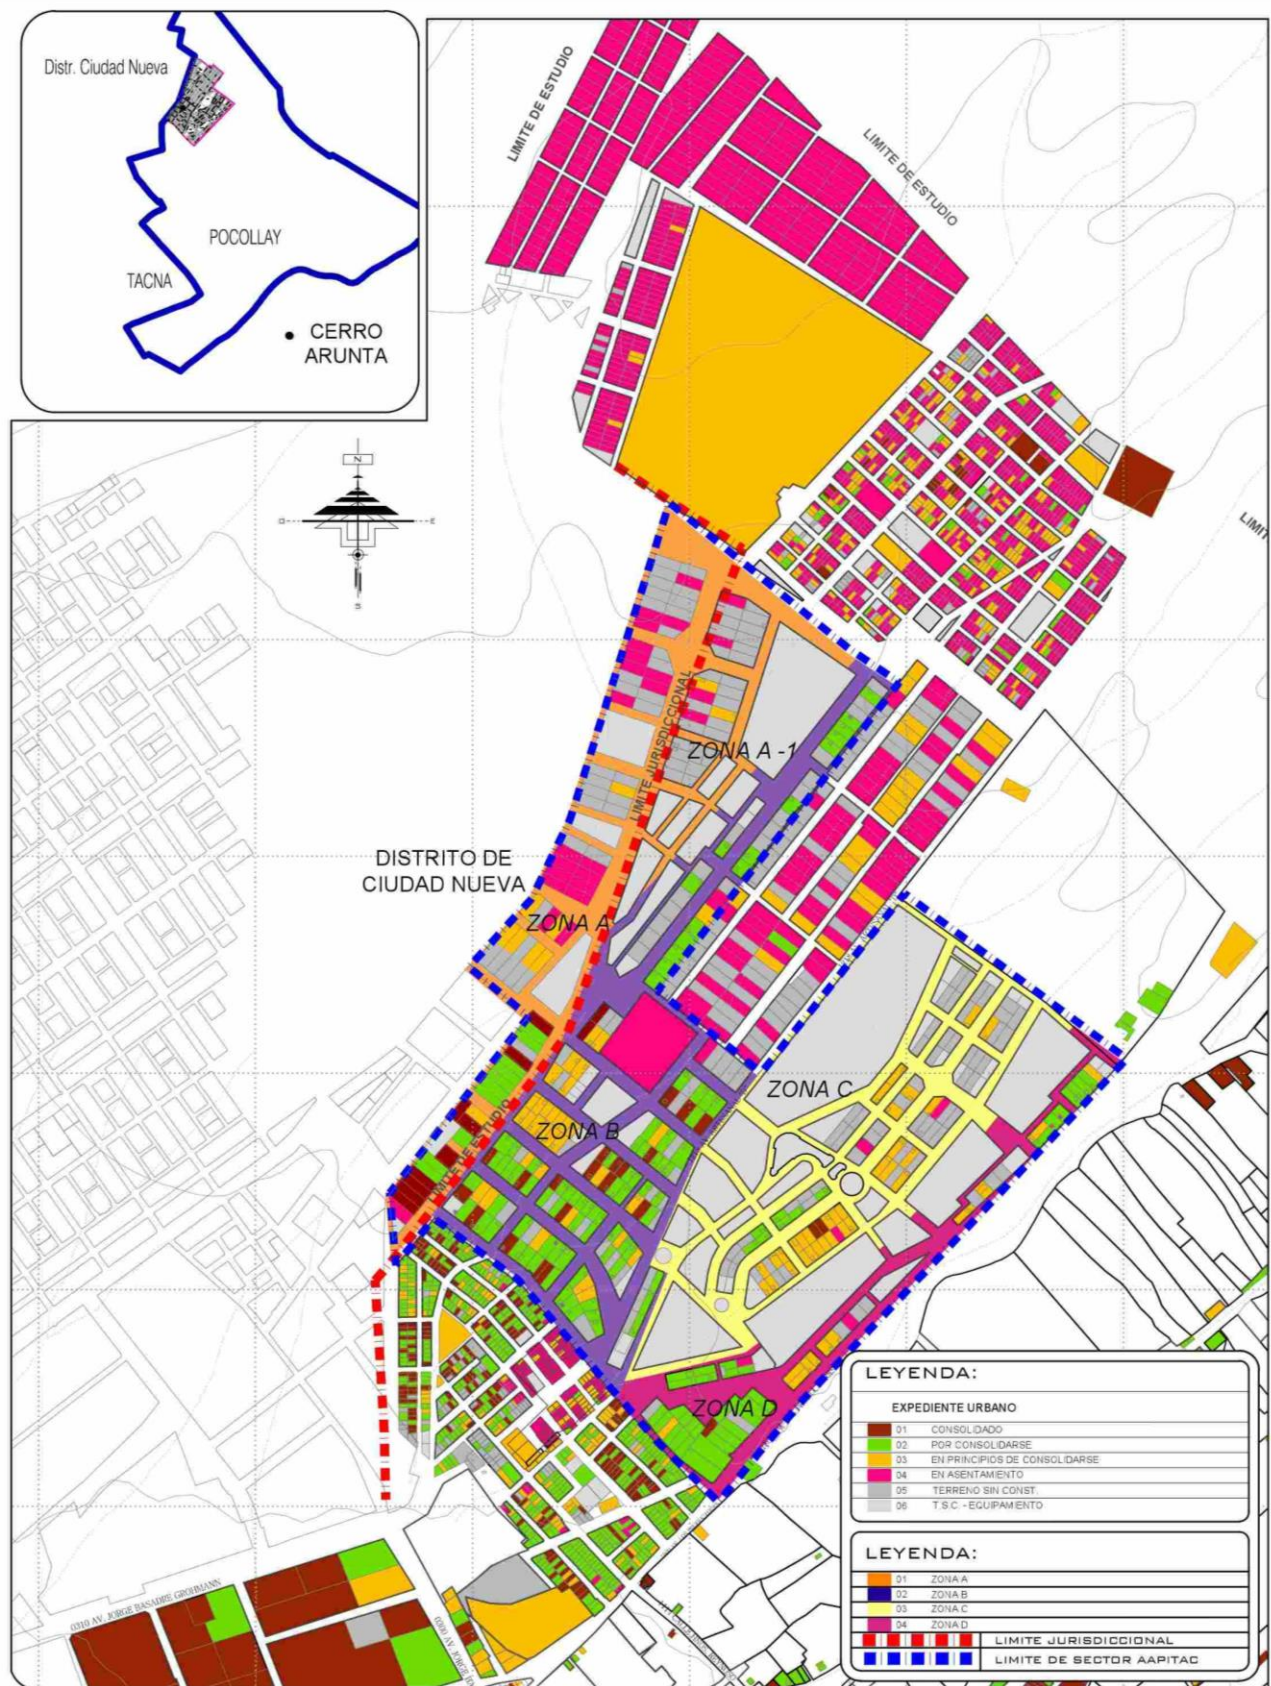 Distr. Ciudad Nueva
POCOLLAY
TACNA
CERRO
ARUNTA
LIMITE DE ESTUDIO
LIMITE DE ESTUDIO
N
O
E
S
ZONA A -1
LIMITE JURISDICCIONAL
DISTRITO DE
CIUDAD NUEVA
ZONA A
ZONA C
ZONA B
LIMITE DE ESTUDIO
ZONA D
0310 AV. JORGE BASADRE GROHMANN
LEYENDA:
EXPEDIENTE URBANO
01 CONSOLIDADO
02 POR CONSOLIDARSE
03 EN PRINCIPIOS DE CONSOLIDARSE
04 EN ASENTAMIENTO
05 TERRENO SIN CONST.
06 T.S.C. - EQUIPAMIENTO
LEYENDA:
01 ZONA A
02 ZONA B
03 ZONA C
04 ZONA D
LIMITE JURISDICCIONAL
LIMITE DE SECTOR AAPITAC